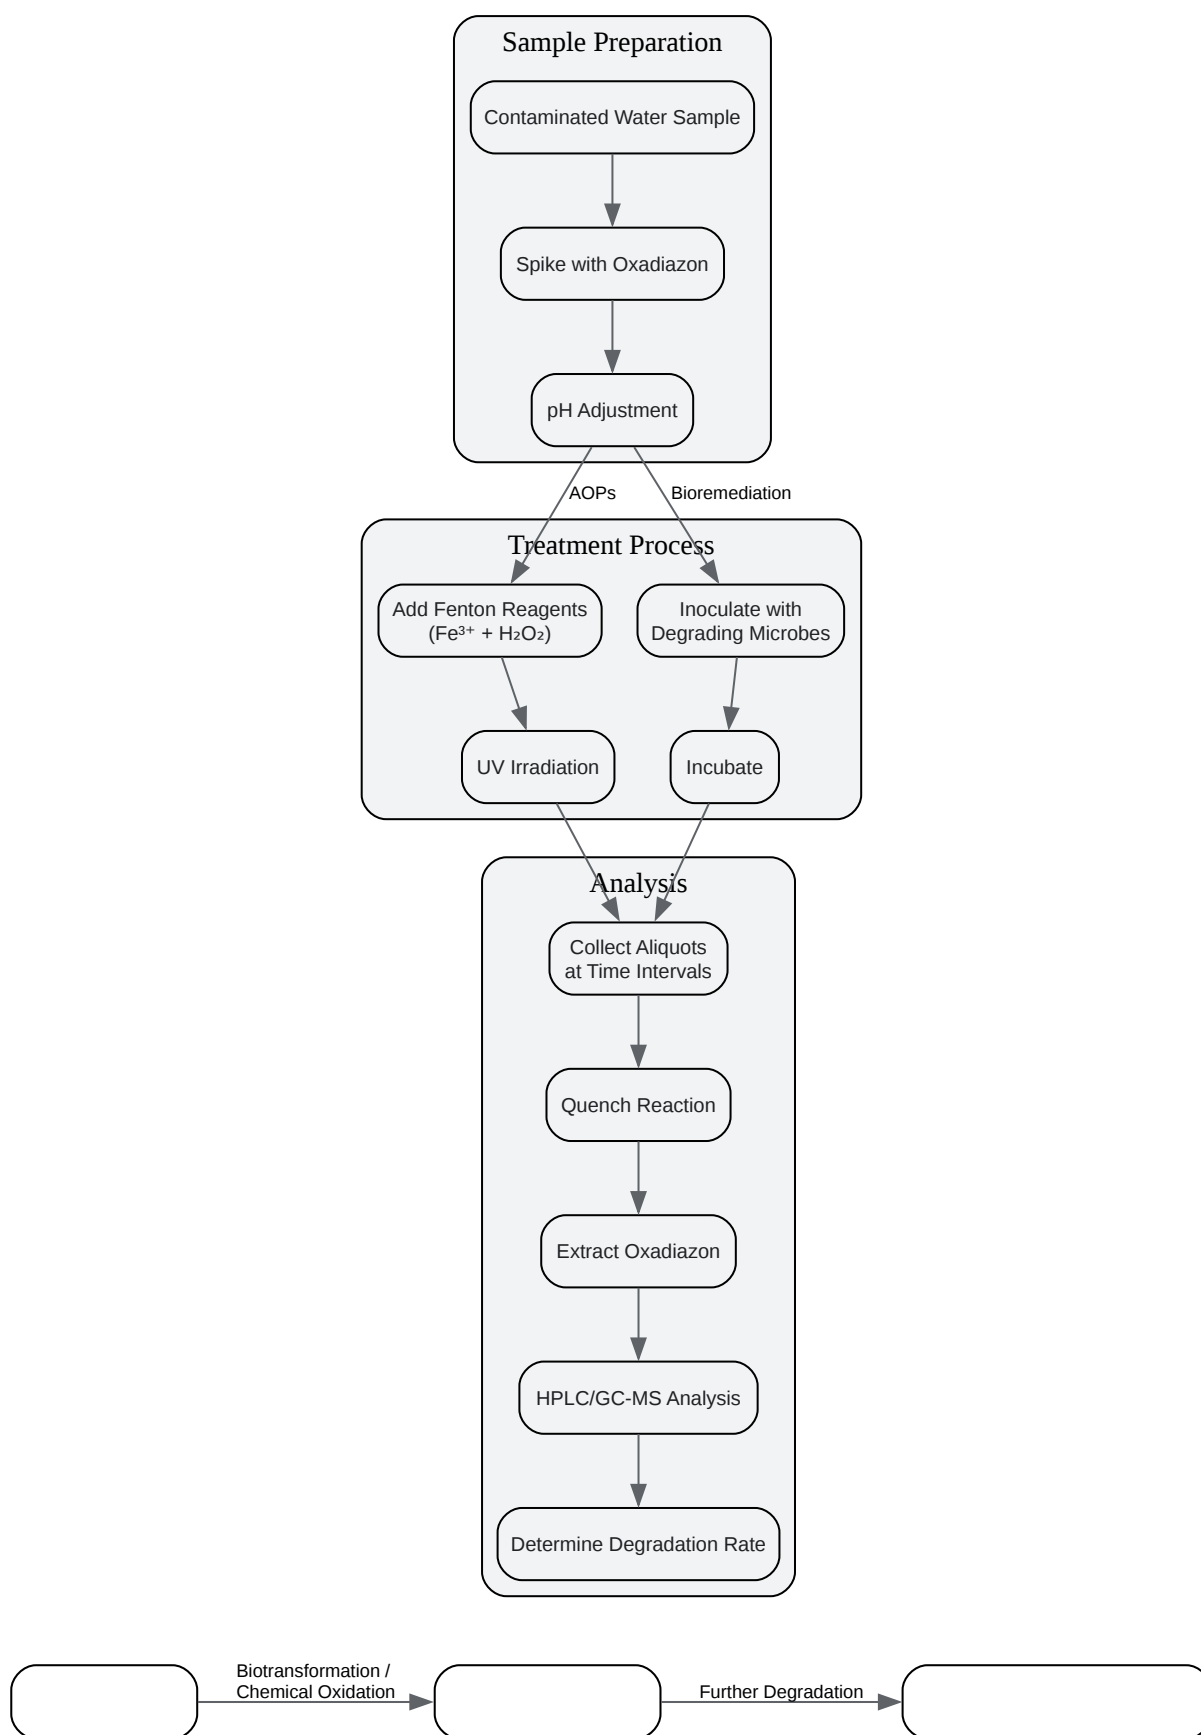 Sample Preparation
Contaminated Water Sample
Spike with Oxadiazon
pH Adjustment
AOPs
Bioremediation
Treatment Process
Add Fenton Reagents
(Fe³⁺ + H₂O₂)
Inoculate with
Degrading Microbes
UV Irradiation
Incubate
Analysis
Collect Aliquots
at Time Intervals
Quench Reaction
Extract Oxadiazon
HPLC/GC-MS Analysis
Determine Degradation Rate
Biotransformation /
Chemical Oxidation
Further Degradation